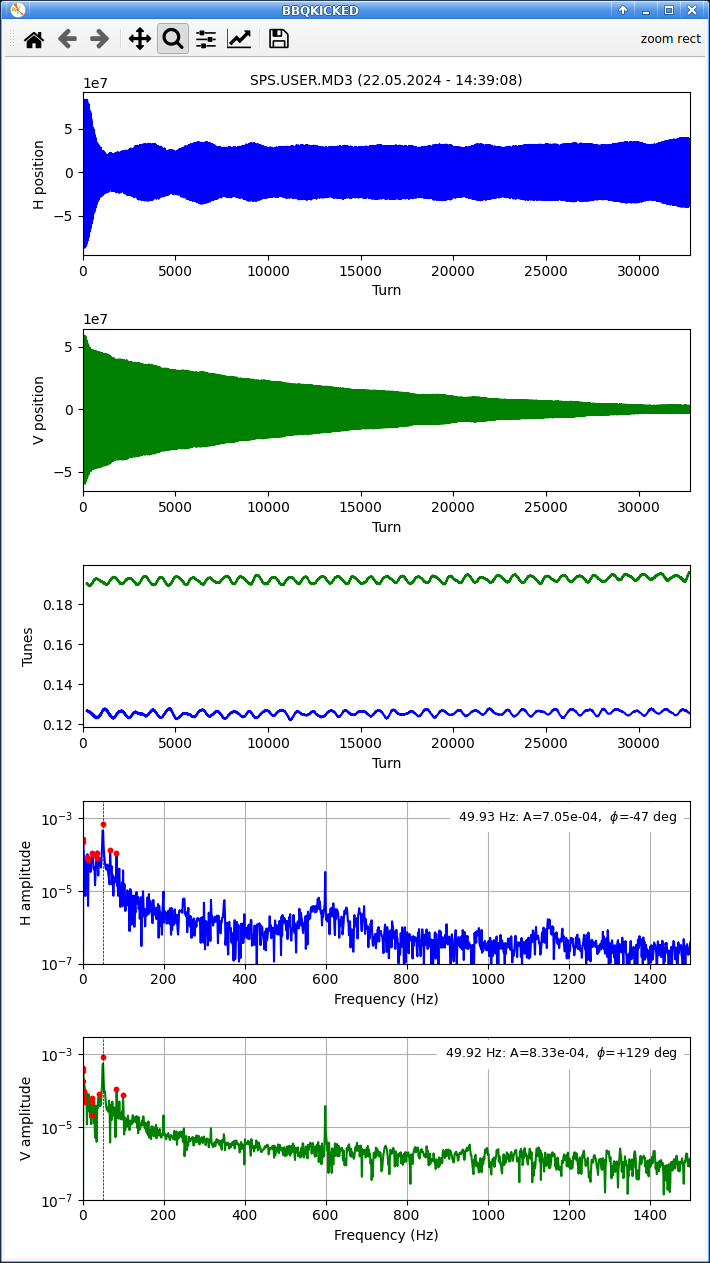 BBQKICKED
zoom rect
SPS.USER.MD3 (22.05.2024 - 14:39:08)
1e7
5
0
−5
H position
0 5000 10000 15000 20000 25000 30000
Turn
1e7
5
0
−5
V position
0 5000 10000 15000 20000 25000 30000
Turn
0.18
0.16
0.14
0.12
Tunes
0 5000 10000 15000 20000 25000 30000
Turn
49.93 Hz: A=7.05e-04, ϕ=-47 deg
10⁻³
10⁻⁵
10⁻⁷
H amplitude
0 200 400 600 800 1000 1200 1400
Frequency (Hz)
49.92 Hz: A=8.33e-04, ϕ=+129 deg
10⁻³
10⁻⁵
10⁻⁷
V amplitude
0 200 400 600 800 1000 1200 1400
Frequency (Hz)